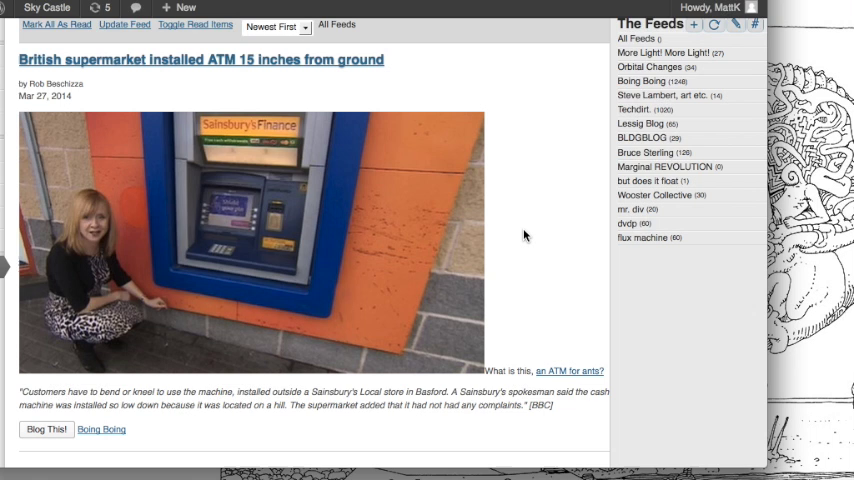 Sky Castle 5 + New Howdy, MattK
Mark All As Read Update Feed Toggle Read Items Newest First All Feeds
British supermarket installed ATM 15 inches from ground
by Rob Beschizza
Mar 27, 2014
Sainsbury's Finance
What is this, an ATM for ants?
"Customers have to bend or kneel to use the machine, installed outside a Sainsbury's Local store in Basford. A Sainsbury's spokesman said the cash
machine was installed so low down because it was located on a hill. The supermarket added that it had not had any complaints." [BBC]
Blog This! Boing Boing
The Feeds + #
All Feeds ()
More Light! More Light! (27)
Orbital Changes (34)
Boing Boing (1248)
Steve Lambert, art etc. (14)
Techdirt. (1020)
Lessig Blog (65)
BLDGBLOG (29)
Bruce Sterling (126)
Marginal REVOLUTION (0)
but does it float (1)
Wooster Collective (30)
mr. div (20)
dvdp (60)
flux machine (60)